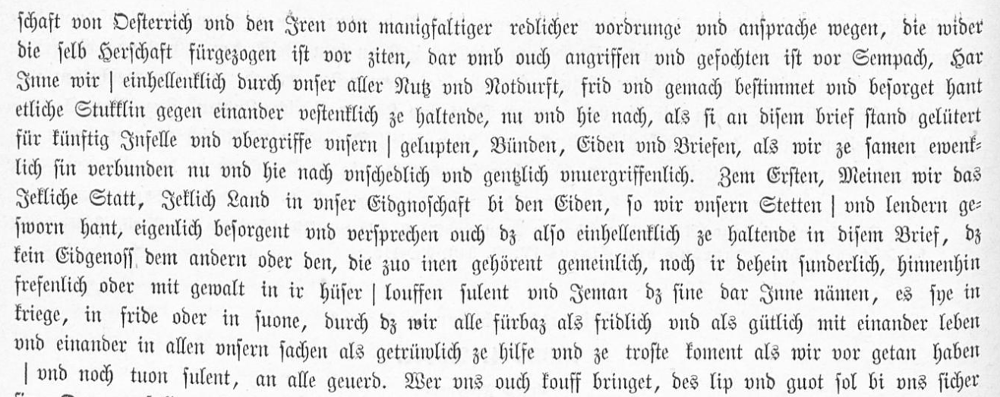 schaft von Oesterrich vnd den Iren von manigfaltiger redlicher vordrunge vnd ansprache wegen, die wider
die selb Herschaft fürgezogen ist vor ziten, dar vmb ouch angriffen vnd gefochten ist vor Sempach, Har
Inne wir | einhellenklich durch vnser aller Nutz vnd Notdurft, frid vnd gemach bestimmet vnd besorget hant
etliche Stukklin gegen einander vestenklich ze haltende, nu vnd hie nach, als si an disem brief stand gelütert
für künftig Inselle vnd vbergriffe vnsern | gelupten, Bünden, Eiden vnd Briefen, als wir ze samen ewenk-
lich sin verbunden nu vnd hie nach vnschedlich vnd gentzlich vnuergriffenlich. Zem Ersten, Meinen wir das
Jekliche Statt, Jeklich Land in vnser Eidgnoschaft bi den Eiden, so wir vnsern Stetten | vnd lendern ge-
sworn hant, eigenlich besorgent vnd versprechen ouch dz also einhellenklich ze haltende in disem Brief, dz
kein Eidgenoss dem andern oder den, die zuo inen gehörent gemeinlich, noch ir dehein sunderlich, hinnenhin
frefenlich oder mit gewalt in ir hüser | louffen sulent vnd Jeman dz sine dar Inne nämen, es sye in
kriege, in fride oder in suone, durch dz wir alle fürbaz als fridlich vnd als gütlich mit einander leben
vnd einander in allen vnsern sachen als getrüwlich ze hilfe vnd ze troste koment als wir vor getan haben
| vnd noch tuon sulent, an alle geuerd. Wer vns ouch kouff bringet, des lip vnd guot sol bi vns sicher